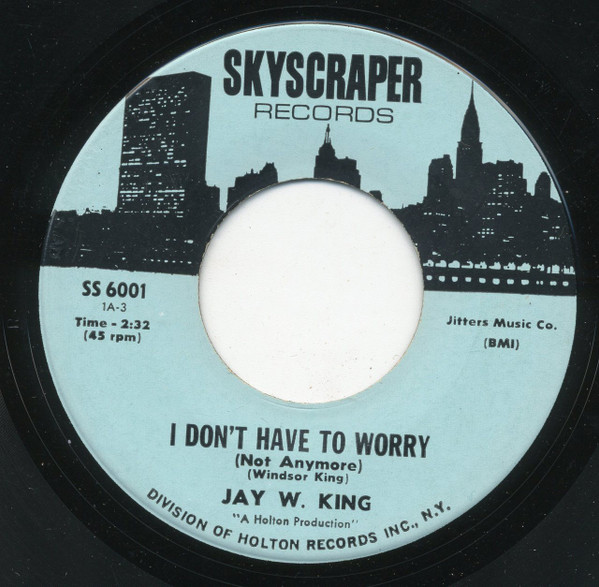 SKYSCRAPER
RECORDS
SS 6001
1A-3
Time - 2:32
(45 rpm)
Jitters Music Co.
(BMI)
I DON'T HAVE TO WORRY
(Not Anymore)
(Windsor King)
JAY W. KING
"A Holton Production"
DIVISION OF HOLTON RECORDS INC., N.Y.